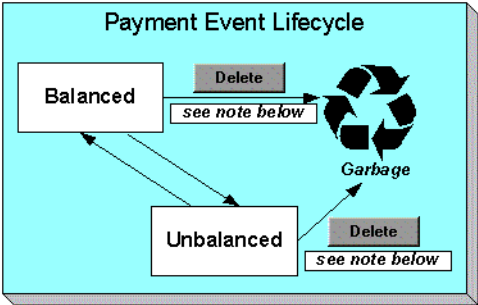 Payment Event Lifecycle
Delete
Balanced
see note below
Garbage
Unbalanced
Delete
see note below